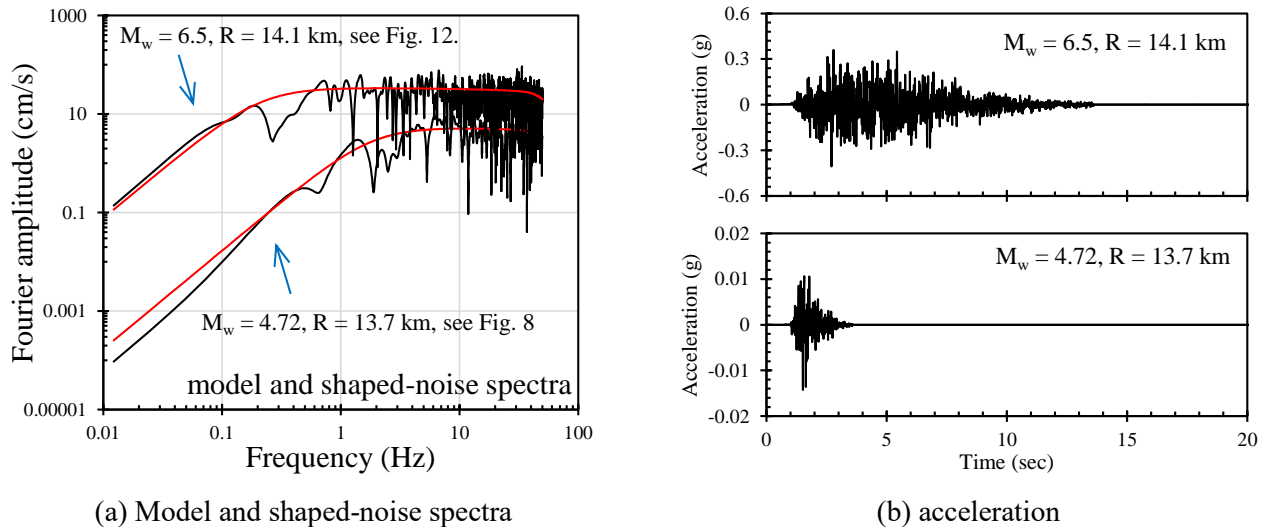 1000
10
0.1
0.001
0.00001
0.01
0.1
1
10
100
Fourier amplitude (cm/s)
Frequency (Hz)
M_w = 6.5, R = 14.1 km, see Fig. 12.
M_w = 4.72, R = 13.7 km, see Fig. 8
model and shaped-noise spectra
(a) Model and shaped-noise spectra
0.6
0.3
0
-0.3
-0.6
Acceleration (g)
M_w = 6.5, R = 14.1 km
0.02
0.01
0
-0.01
-0.02
Acceleration (g)
M_w = 4.72, R = 13.7 km
0
5
10
15
20
Time (sec)
(b) acceleration